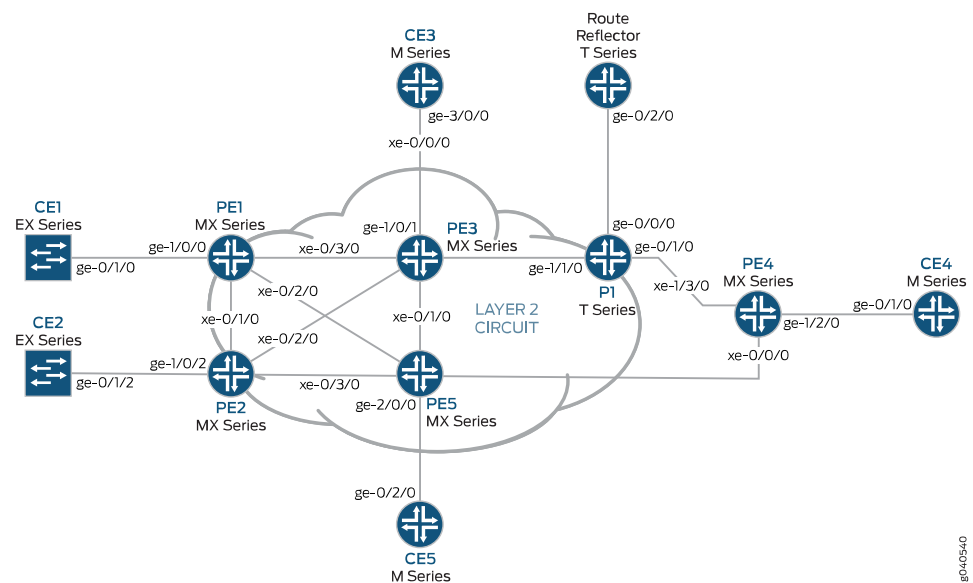 CE3
M Series
ge-3/0/0
xe-0/0/0
Route
Reflector
T Series
ge-0/2/0
CE1
EX Series
ge-0/1/0
PE1
MX Series
ge-1/0/0
xe-0/3/0
xe-0/2/0
xe-0/1/0
ge-1/0/1
PE3
MX Series
ge-1/1/0
ge-0/0/0
ge-0/1/0
P1
T Series
xe-1/3/0
PE4
MX Series
ge-1/2/0
xe-0/0/0
CE4
M Series
ge-0/1/0
LAYER 2
CIRCUIT
xe-0/1/0
xe-0/2/0
CE2
EX Series
ge-0/1/2
ge-1/0/2
PE2
MX Series
xe-0/3/0
ge-2/0/0
PE5
MX Series
ge-0/2/0
CE5
M Series
g040540